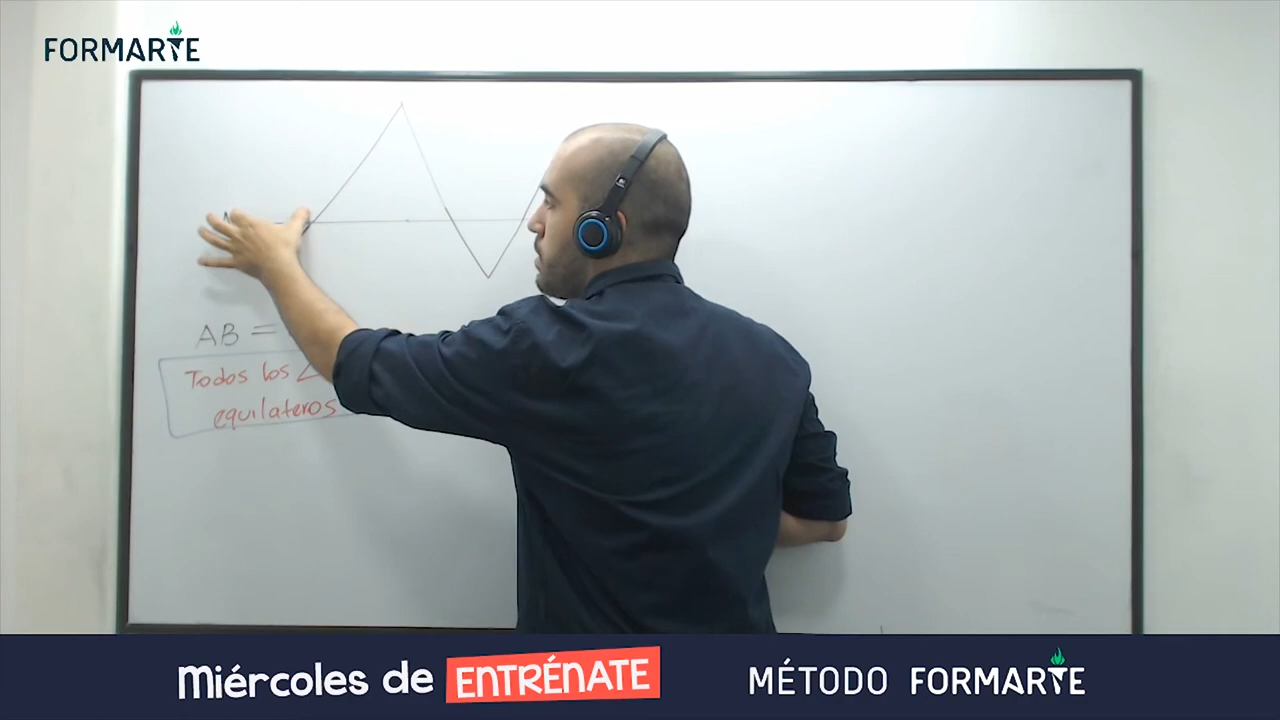 FORMARTE
AB =
Todos los
equilateros
Miércoles de ENTRÉNATE
MÉTODO FORMARTE